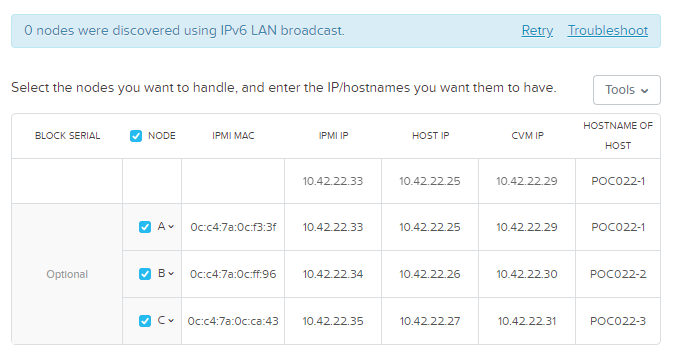 0 nodes were discovered using IPv6 LAN broadcast. Retry Troubleshoot
Select the nodes you want to handle, and enter the IP/hostnames you want them to have. Tools
BLOCK SERIAL NODE IPMI MAC IPMI IP HOST IP CVM IP HOSTNAME OF HOST
10.42.22.33 10.42.22.25 10.42.22.29 POC022-1
A 0c:c4:7a:0c:f3:3f 10.42.22.33 10.42.22.25 10.42.22.29 POC022-1
Optional B 0c:c4:7a:0c:ff:96 10.42.22.34 10.42.22.26 10.42.22.30 POC022-2
C 0c:c4:7a:0c:ca:43 10.42.22.35 10.42.22.27 10.42.22.31 POC022-3